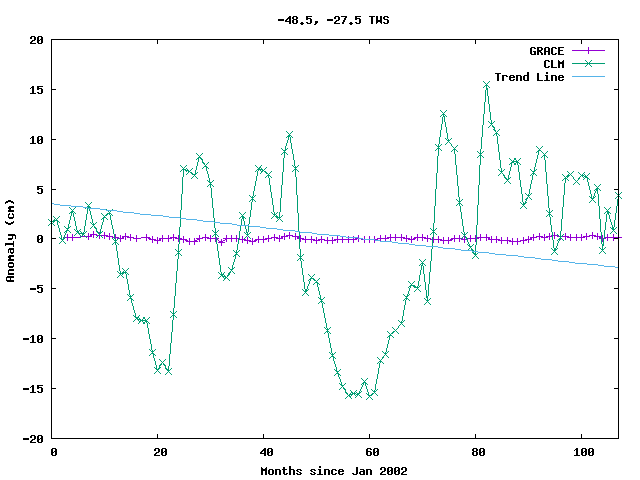 -48.5, -27.5 TWS
GRACE
CLM
Trend Line
20
15
10
5
0
-5
-10
-15
-20
Anomaly (cm)
0 20 40 60 80 100
Months since Jan 2002